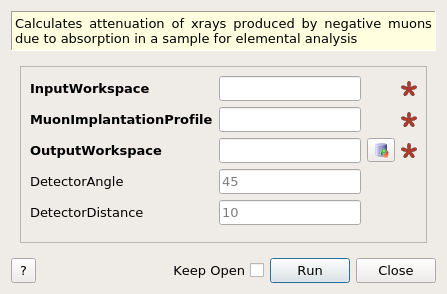 Calculates attenuation of xrays produced by negative muons
due to absorption in a sample for elemental analysis
InputWorkspace
MuonImplantationProfile
OutputWorkspace
DetectorAngle 45
DetectorDistance 10
? Keep Open Run Close